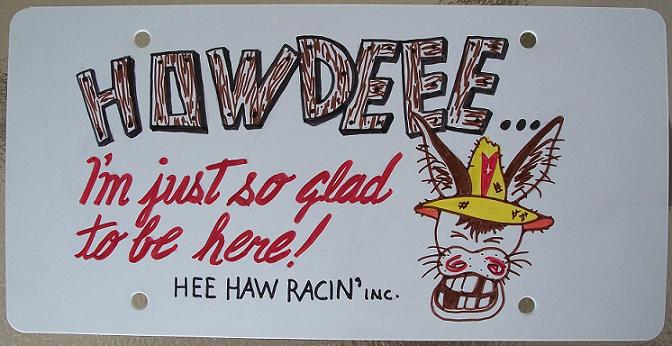 HOWDEEE...
I'm just so glad
to be here!
HEE HAW RACIN' INC.